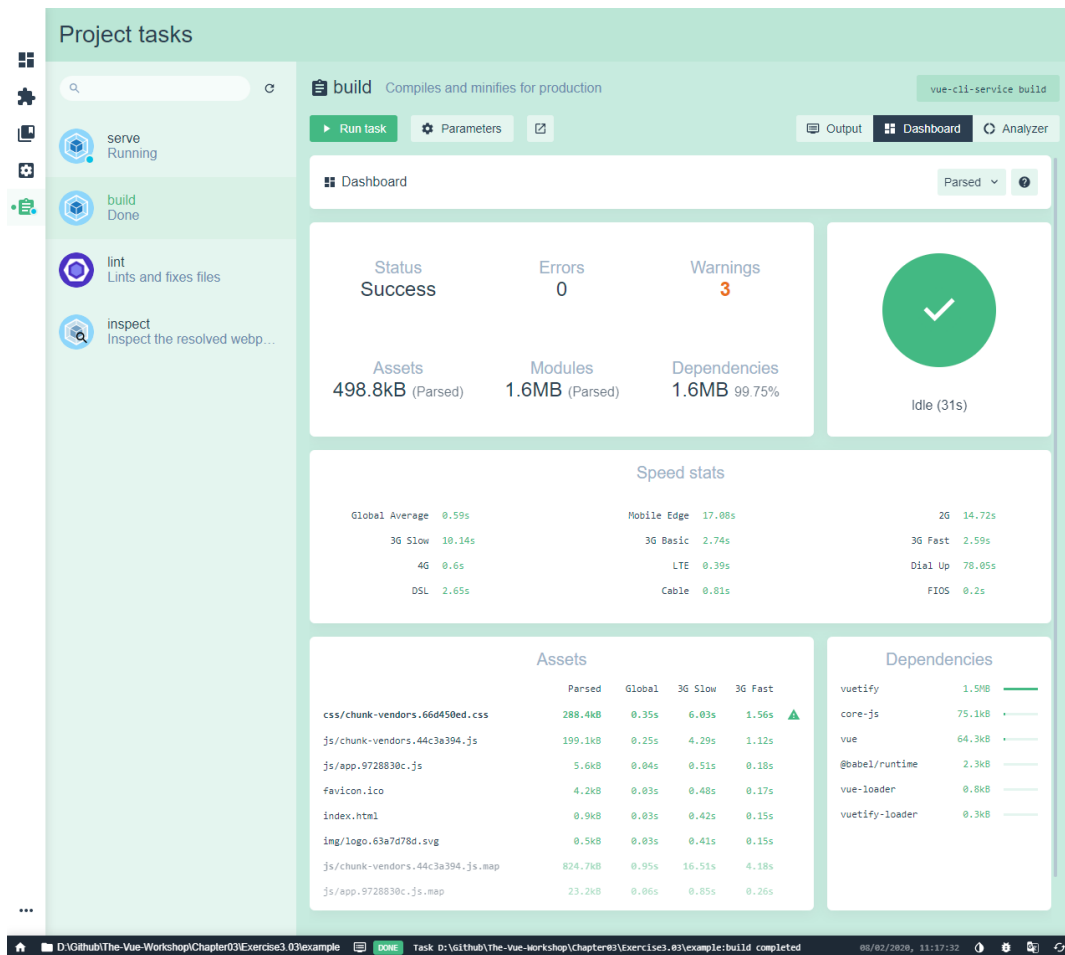 Project tasks
serve
Running
build
Done
lint
Lints and fixes files
inspect
Inspect the resolved webp...
build Compiles and minifies for production
vue-cli-service build
Run task Parameters
Output Dashboard Analyzer
Dashboard
Parsed
Status Errors Warnings
Success 0 3
Assets Modules Dependencies
498.8kB (Parsed) 1.6MB (Parsed) 1.6MB 99.75%
Idle (31s)
Speed stats
Global Average 0.59s Mobile Edge 17.08s 2G 14.72s
3G Slow 10.14s 3G Basic 2.74s 3G Fast 2.59s
4G 0.6s LTE 0.39s Dial Up 78.05s
DSL 2.65s Cable 0.81s FIOS 0.2s
Assets
Parsed Global 3G Slow 3G Fast
css/chunk-vendors.66d450ed.css 288.4kB 0.35s 6.03s 1.56s
js/chunk-vendors.44c3a394.js 199.1kB 0.25s 4.29s 1.12s
js/app.9728830c.js 5.6kB 0.04s 0.51s 0.18s
favicon.ico 4.2kB 0.03s 0.48s 0.17s
index.html 0.9kB 0.03s 0.42s 0.15s
img/logo.63a7d78d.svg 0.5kB 0.03s 0.41s 0.15s
js/chunk-vendors.44c3a394.js.map 824.7kB 0.95s 16.51s 4.18s
js/app.9728830c.js.map 23.2kB 0.06s 0.85s 0.26s
Dependencies
vuetify 1.5MB
core-js 75.1kB
vue 64.3kB
@babel/runtime 2.3kB
vue-loader 0.8kB
vuetify-loader 0.3kB
D:\Github\The-Vue-Workshop\Chapter03\Exercise3.03\example DONE Task D:\Github\The-Vue-Workshop\Chapter03\Exercise3.03\example:build completed 08/02/2020, 11:17:32